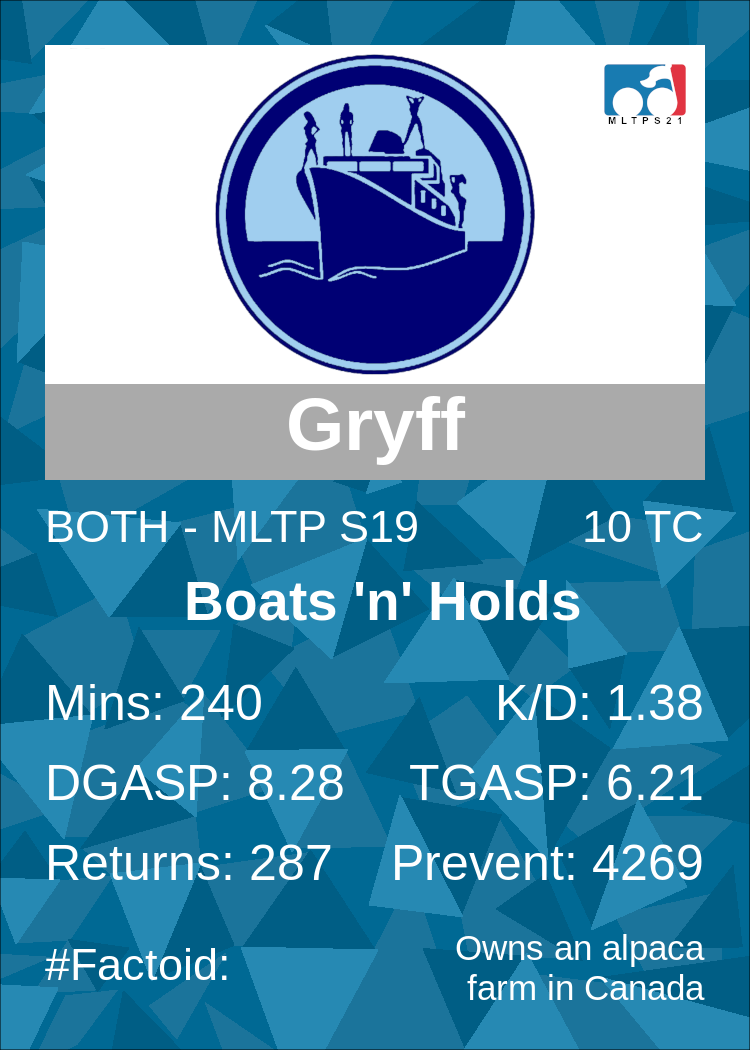 MLTPS21
Gryff
BOTH - MLTP S19 10 TC
Boats 'n' Holds
Mins: 240 K/D: 1.38
DGASP: 8.28 TGASP: 6.21
Returns: 287 Prevent: 4269
#Factoid: Owns an alpaca
farm in Canada